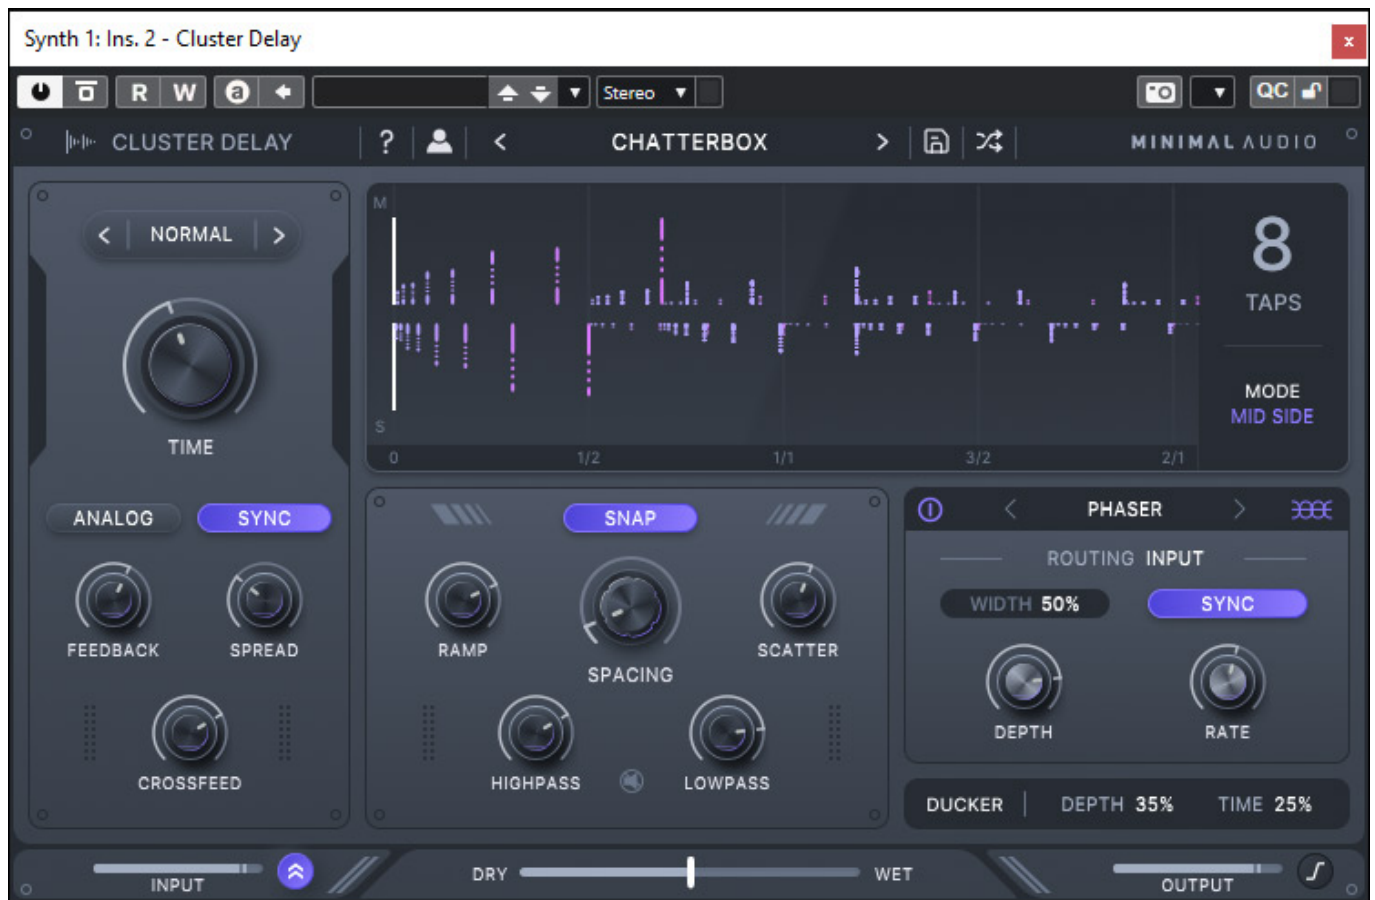 Synth 1: Ins. 2 - Cluster Delay
x
R W a Stereo QC
CLUSTER DELAY ? < CHATTERBOX > MINIMAL AUDIO
< NORMAL >
TIME
ANALOG SYNC
FEEDBACK SPREAD
CROSSFEED
M
S
0 1/2 1/1 3/2 2/1
8
TAPS
MODE
MID SIDE
SNAP
RAMP SPACING SCATTER
HIGHPASS LOWPASS
< PHASER >
ROUTING INPUT
WIDTH 50% SYNC
DEPTH RATE
DUCKER DEPTH 35% TIME 25%
INPUT DRY WET OUTPUT